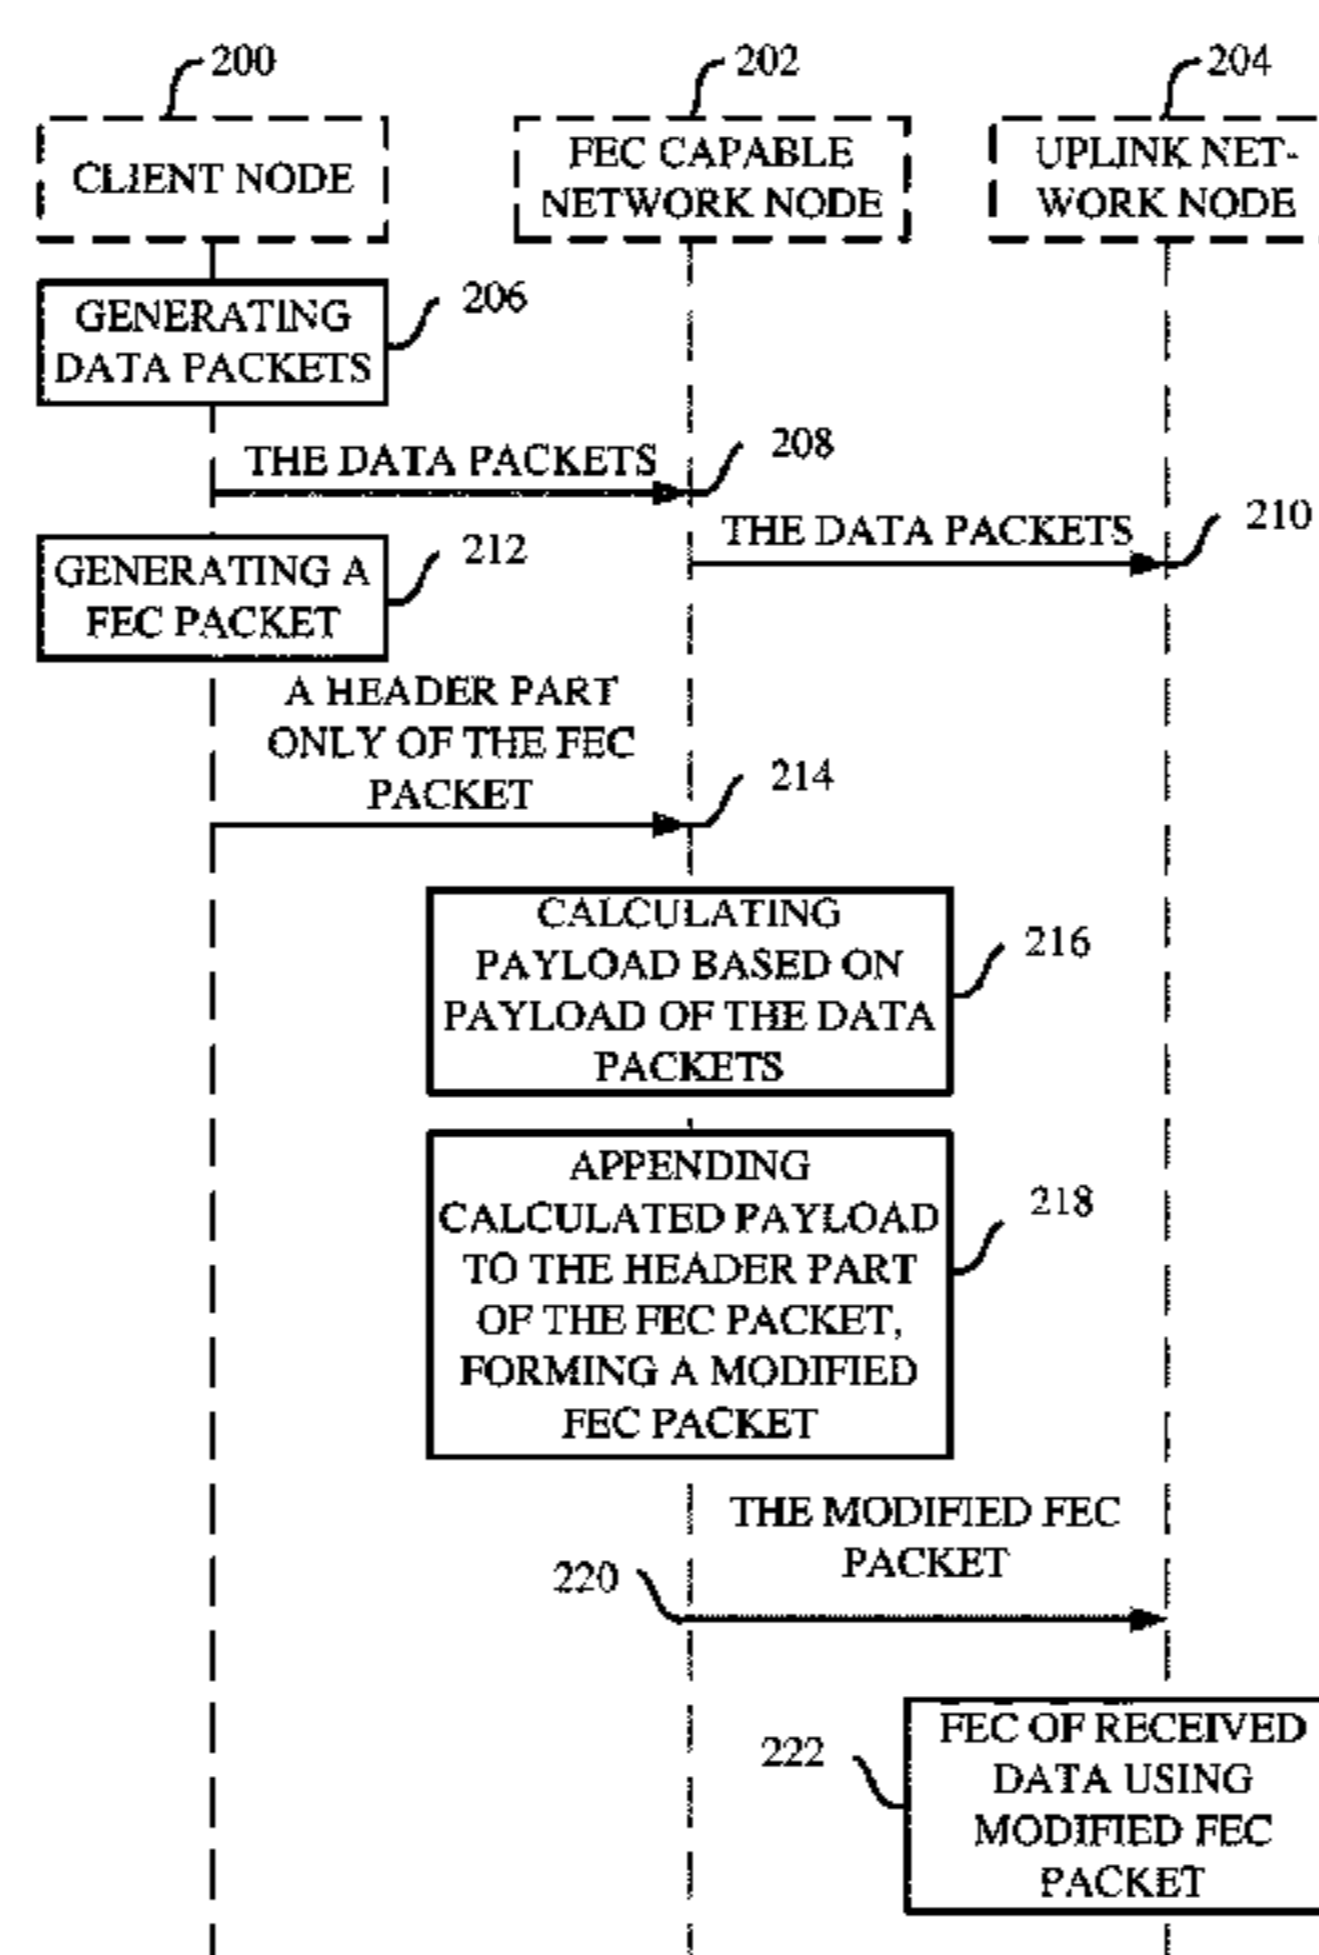 200
202
204
CLIENT NODE
FEC CAPABLE
NETWORK NODE
UPLINK NET-
WORK NODE
206
GENERATING
DATA PACKETS
THE DATA PACKETS
208
THE DATA PACKETS
210
212
GENERATING A
FEC PACKET
A HEADER PART
ONLY OF THE FEC
PACKET
214
CALCULATING
PAYLOAD BASED ON
PAYLOAD OF THE DATA
PACKETS
216
APPENDING
CALCULATED PAYLOAD
TO THE HEADER PART
OF THE FEC PACKET,
FORMING A MODIFIED
FEC PACKET
218
THE MODIFIED FEC
PACKET
220
FEC OF RECEIVED
DATA USING
MODIFIED FEC
PACKET
222